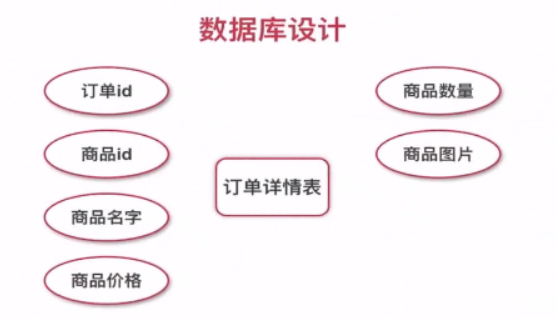 数据库设计
订单id
商品id
商品名字
商品价格
订单详情表
商品数量
商品图片